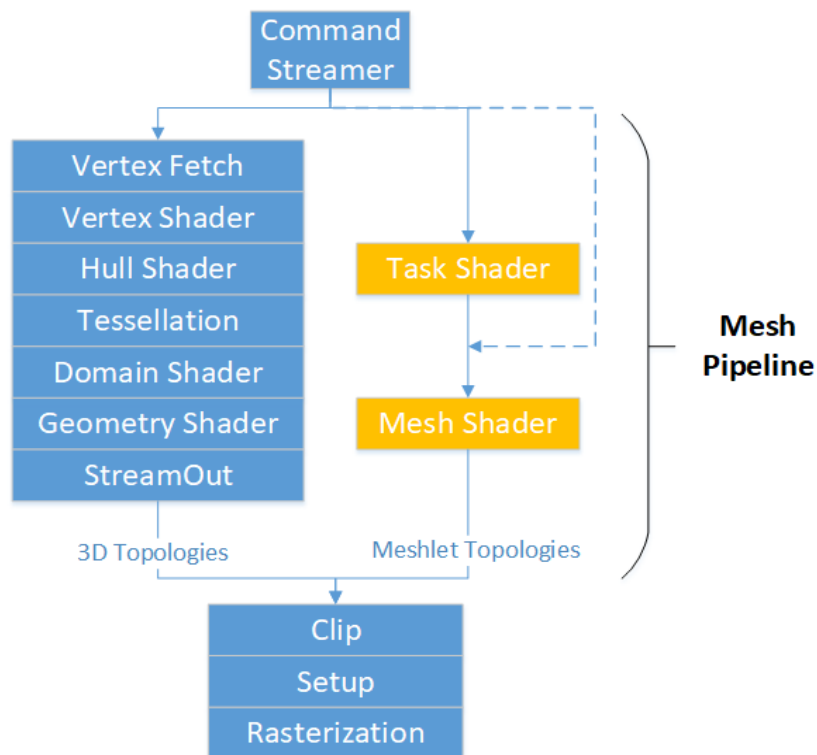 Command
Streamer
Vertex Fetch
Vertex Shader
Hull Shader
Tessellation
Domain Shader
Geometry Shader
StreamOut
Task Shader
Mesh Shader
Mesh
Pipeline
3D Topologies
Meshlet Topologies
Clip
Setup
Rasterization